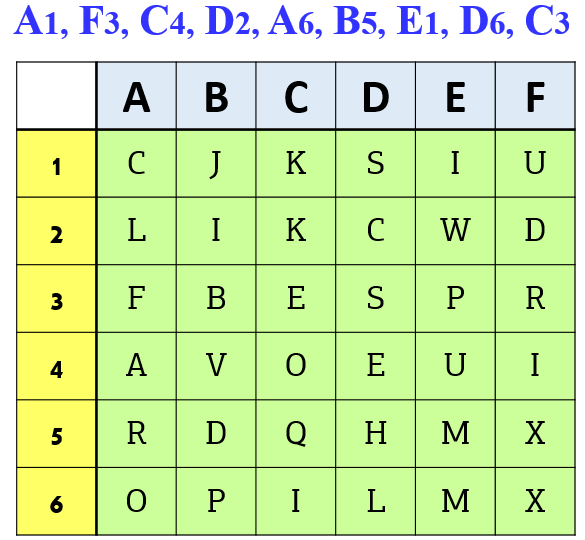 A1, F3, C4, D2, A6, B5, E1, D6, C3
A B C D E F
1 C J K S I U
2 L I K C W D
3 F B E S P R
4 A V O E U I
5 R D Q H M X
6 O P I L M X